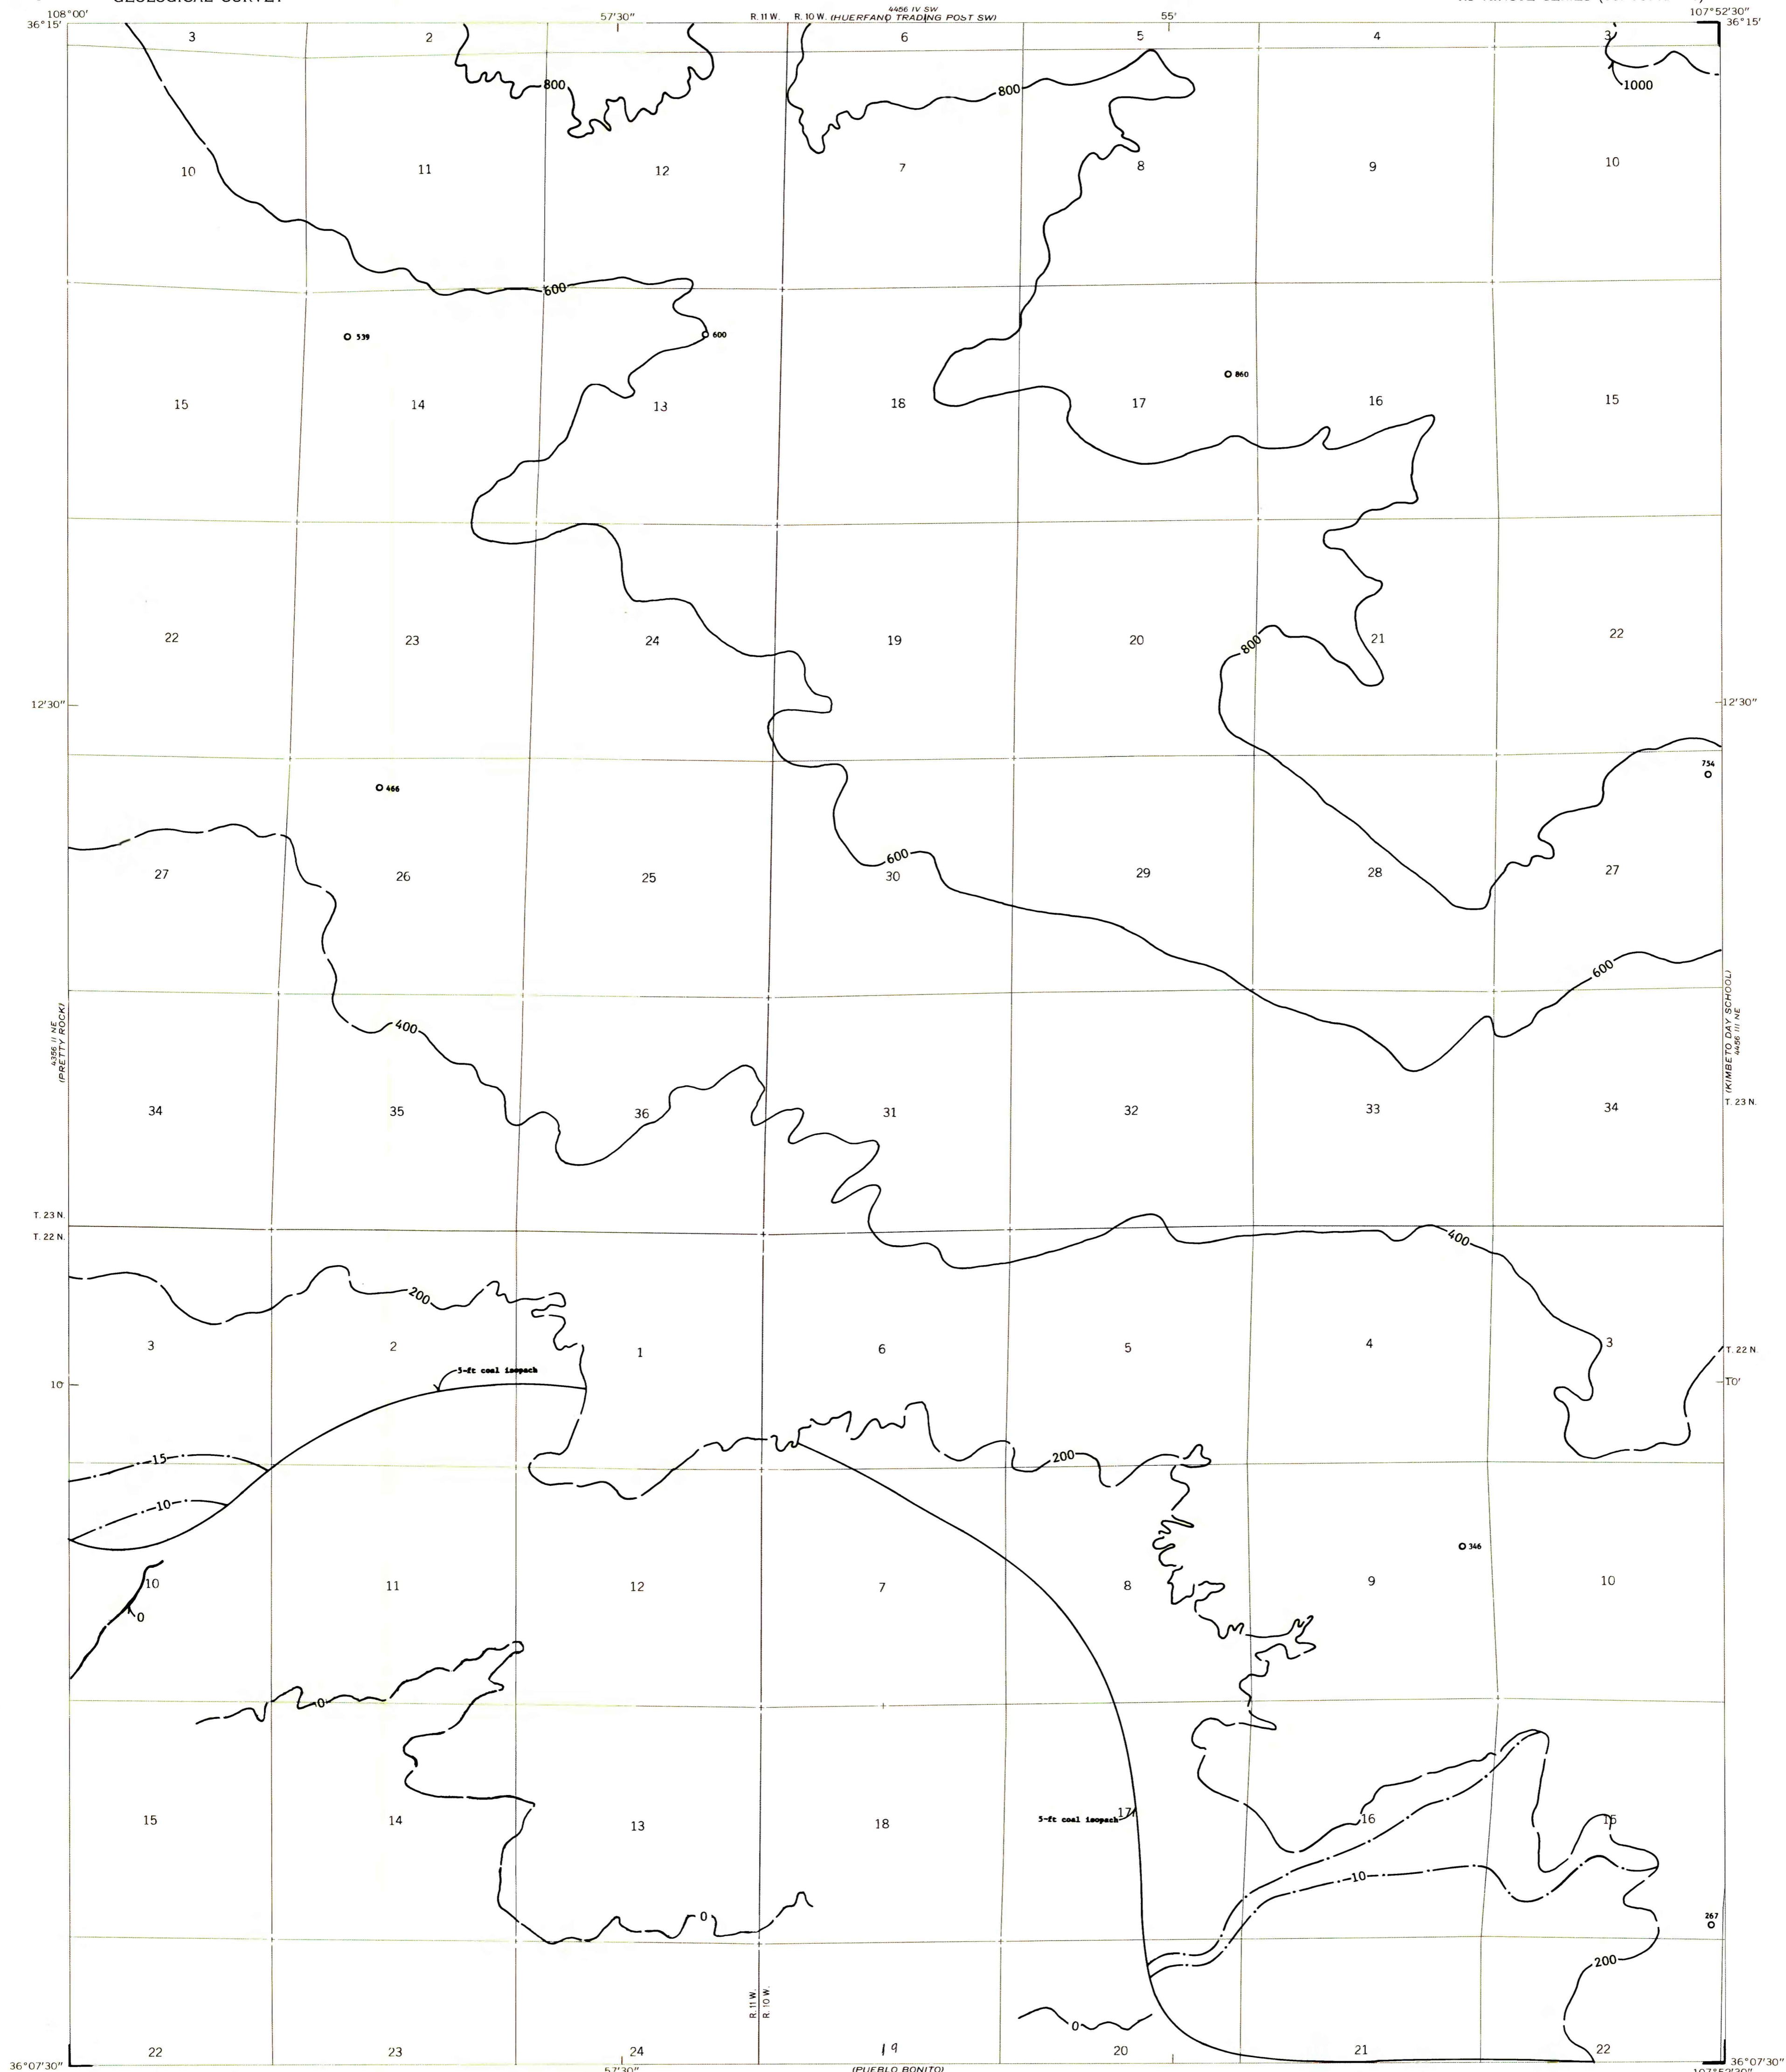 GEOLOGICAL SURVEY
108°00'
36°15'
57'30"
4456 IV SW
R. 11 W. R. 10 W. (HUERFANO TRADING POST SW)
55'
107°52'30"
36°15'
3 2 6 5 4 3
800 800 1000
10 11 12 7 8 9 10
600
539 600 860
15 14 13 18 17 16 15
22 23 24 19 20 21 22
800
12'30" 12'30"
754
466
600
27 26 25 30 29 28 27
600
4356 II NE
(PRETTY ROCK)
(KIMBETO DAY SCHOOL)
4456 III NE
400
34 35 36 31 32 33 34
T. 23 N.
T. 23 N.
T. 22 N.
400
200
3 2 1 6 5 4 3
T. 22 N.
5-ft coal isopach
10' 10'
15
200
10
346
10 11 12 7 8 9 10
0
0
15 14 13 18 17 16 15
5-ft coal isopach
10
0
267
200
R. 11 W.
R. 10 W.
0
22 23 24 19 20 21 22
36°07'30"
57'30"
(PUEBLO BONITO)
36°07'30"
107°52'30"